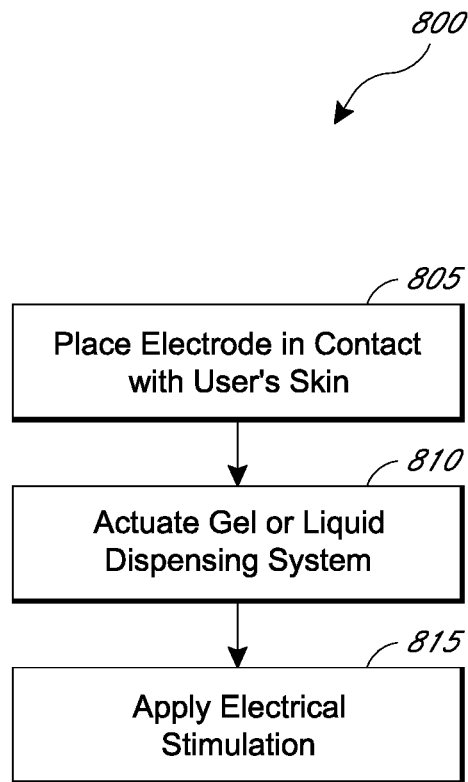 800
805
Place Electrode in Contact
with User's Skin
810
Actuate Gel or Liquid
Dispensing System
815
Apply Electrical
Stimulation